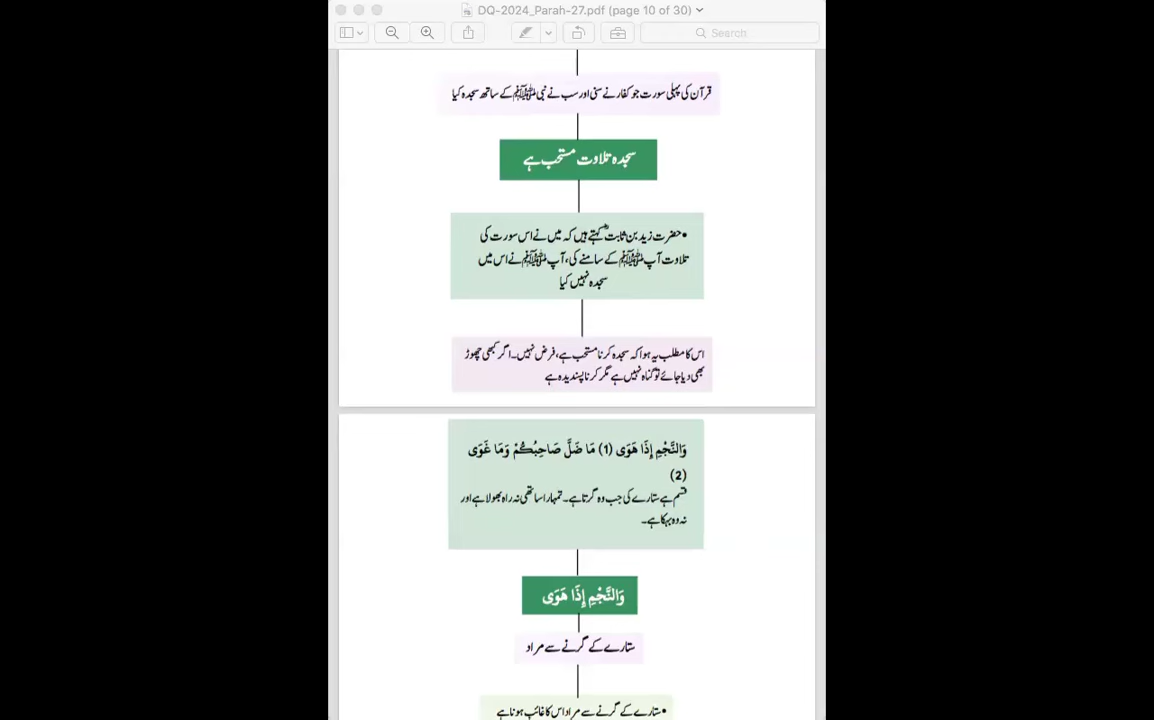 DQ-2024_Parah-27.pdf (page 10 of 30)
Search
قرآن کی پہلی سورت جو کفار نے سنی اور سب نے نبی ﷺ کے ساتھ سجدہ کیا
سجدہ تلاوت مستحب ہے
•حضرت زید بن ثابتؓ کہتے ہیں کہ میں نے اس سورت کی
تلاوت آپ ﷺ کے سامنے کی، آپ ﷺ نے اس میں
سجدہ نہیں کیا
اس کا مطلب یہ ہوا کہ سجدہ کرنا مستحب ہے، فرض نہیں۔ اگر کبھی چھوڑ
بھی دیا جائے تو گناہ نہیں ہے مگر کرنا پسندیدہ ہے
وَالنَّجْمِ إِذَا هَوَى (1) مَا ضَلَّ صَاحِبُكُمْ وَمَا غَوَى
(2)
قسم ہے ستارے کی جب وہ گرتا ہے۔ تمہارا ساتھی نہ راہ بھولا ہے اور
نہ وہ بہکا ہے۔
وَالنَّجْمِ إِذَا هَوَى
ستارے کے گرنے سے مراد
•ستارے کے گرنے سے مراد اس کا غائب ہونا ہے